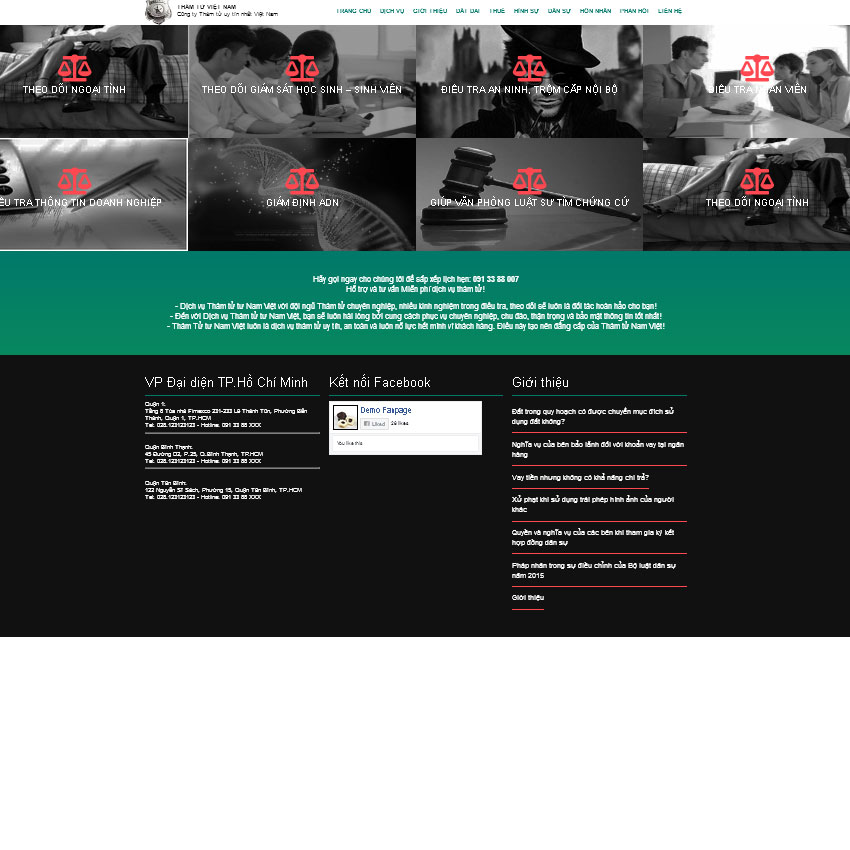 THÁM TỬ VIỆT NAM
Công ty Thám tử uy tín nhất Việt Nam
TRANG CHỦ DỊCH VỤ GIỚI THIỆU ĐẤT ĐAI THUẾ HÌNH SỰ DÂN SỰ HÔN NHÂN PHẢN HỒI LIÊN HỆ
THEO DÕI NGOẠI TÌNH
THEO DÕI GIÁM SÁT HỌC SINH – SINH VIÊN
ĐIỀU TRA AN NINH, TRỘM CẮP NỘI BỘ
ĐIỀU TRA NHÂN VIÊN
ỀU TRA THÔNG TIN DOANH NGHIỆP
GIÁM ĐỊNH ADN
GIÚP VĂN PHÒNG LUẬT SƯ TÌM CHỨNG CỨ
THEO DÕI NGOẠI TÌNH
Hãy gọi ngay cho chúng tôi để sắp xếp lịch hẹn: 091 33 88 007
Hỗ trợ và tư vấn Miễn phí dịch vụ thám tử!
- Dịch vụ Thám tử tư Nam Việt với đội ngũ Thám tử chuyên nghiệp, nhiều kinh nghiệm trong điều tra, theo dõi sẽ luôn là đối tác hoàn hảo cho bạn!
- Đến với Dịch vụ Thám tử tư Nam Việt, bạn sẽ luôn hài lòng bởi cung cách phục vụ chuyên nghiệp, chu đáo, thận trọng và bảo mật thông tin tốt nhất!
- Thám Tử tư Nam Việt luôn là dịch vụ thám tử uy tín, an toàn và luôn nỗ lực hết mình vì khách hàng. Điều này tạo nên đẳng cấp của Thám tử Nam Việt!
VP Đại diện TP.Hồ Chí Minh
Quận 1:
Tầng 8 Tòa nhà Fimexco 231-233 Lê Thánh Tôn, Phường Bến
Thành, Quận 1, TP.HCM
Tel: 028.123123123 - Hotline: 091 33 88 XXX
Quận Bình Thạnh:
45 Đường D2, P.25, Q.Bình Thạnh, TP.HCM
Tel: 028.123123123 - Hotline: 091 33 88 XXX
Quận Tân Bình:
122 Nguyễn Sĩ Sách, Phường 15, Quận Tân Bình, TP.HCM
Tel: 028.123123123 - Hotline: 091 33 88 XXX
Kết nối Facebook
Demo Fanpage
Liked
26 likes
You like this
Giới thiệu
Đất trong quy hoạch có được chuyển mục đích sử
dụng đất không?
Nghĩa vụ của bên bảo lãnh đối với khoản vay tại ngân
hàng
Vay tiền nhưng không có khả năng chi trả?
Xử phạt khi sử dụng trái phép hình ảnh của người
khác
Quyền và nghĩa vụ của các bên khi tham gia ký kết
hợp đồng dân sự
Pháp nhân trong sự điều chỉnh của Bộ luật dân sự
năm 2015
Giới thiệu